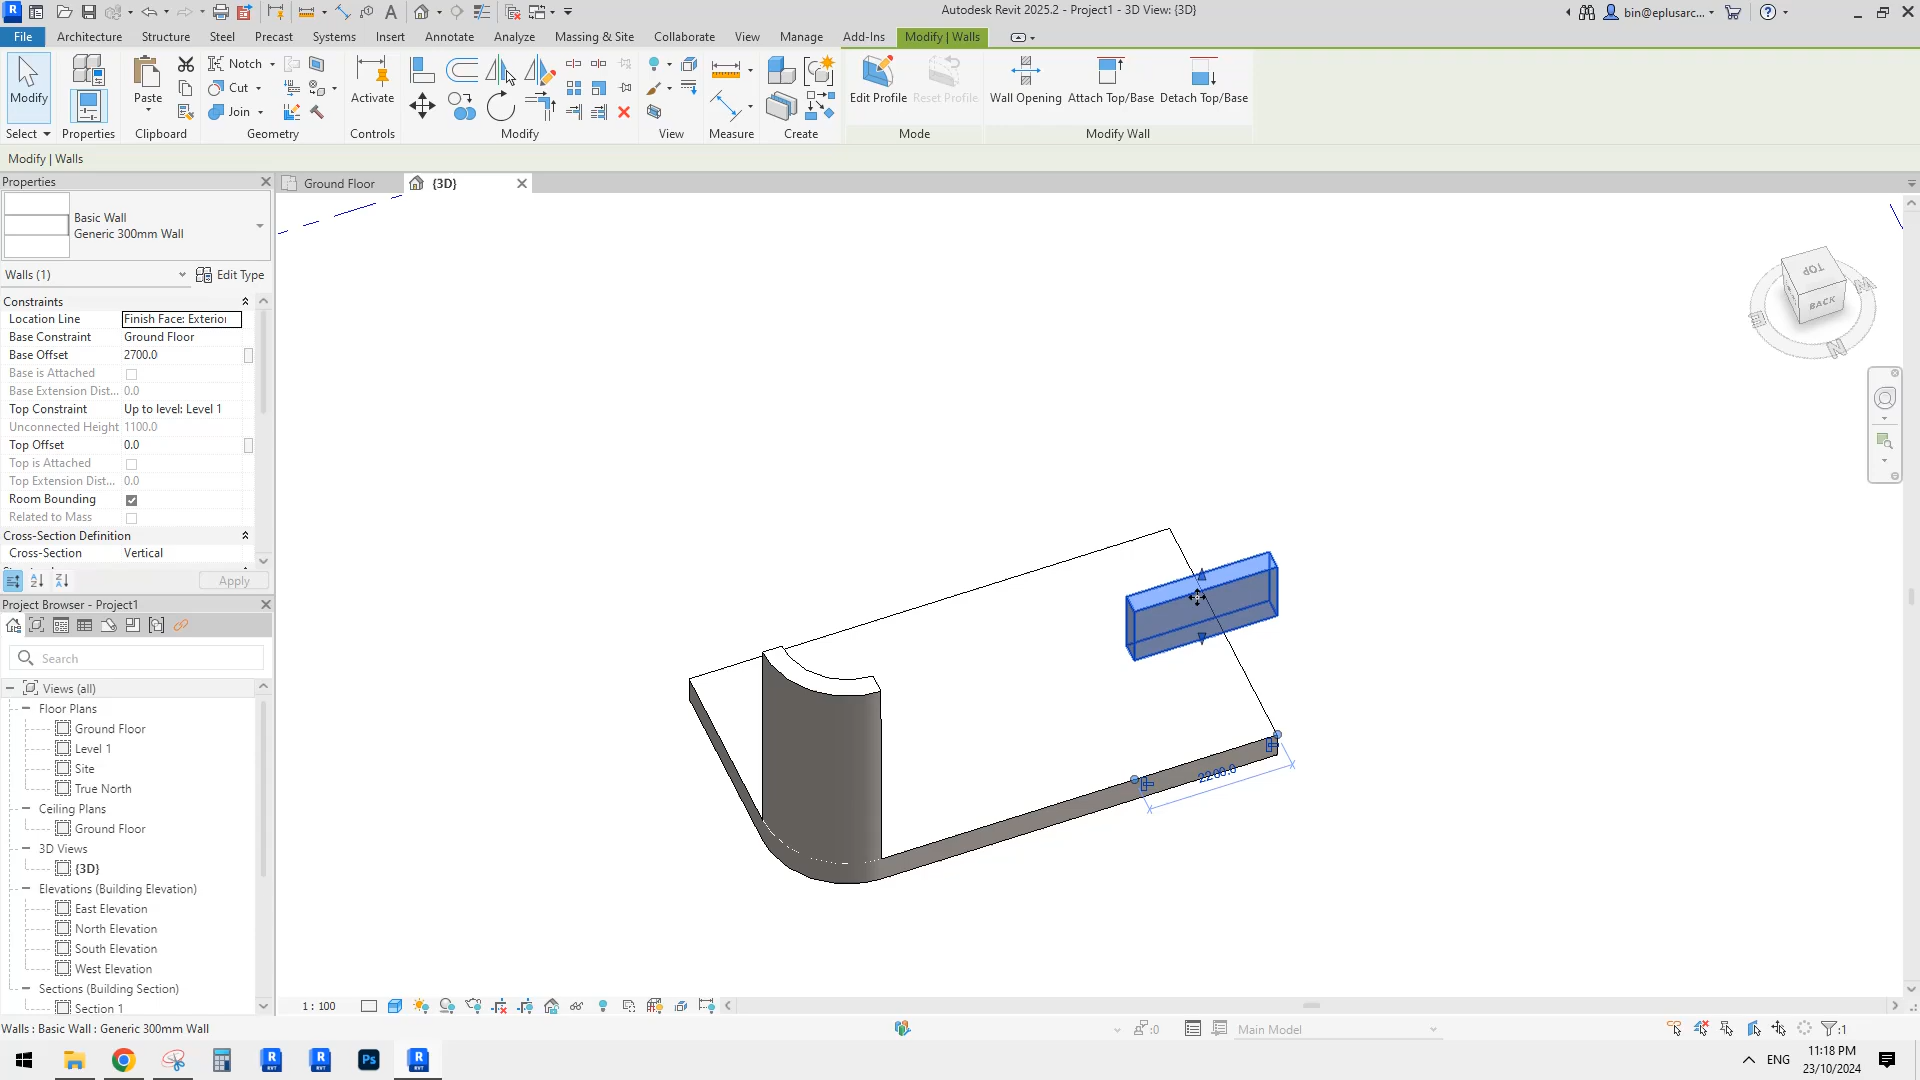 Autodesk Revit 2025.2 - Project1 - 3D View: {3D}
bin@eplusarc...
File Architecture Structure Steel Precast Systems Insert Annotate Analyze Massing & Site Collaborate View Manage Add-Ins Modify | Walls
Modify
Paste
Notch
Cut
Join
Activate
Edit Profile
Reset Profile
Wall Opening
Attach Top/Base
Detach Top/Base
Select Properties Clipboard Geometry Controls Modify View Measure Create Mode Modify Wall
Modify | Walls
Properties
Ground Floor
{3D}
Basic Wall
Generic 300mm Wall
Walls (1)
Edit Type
Constraints
Location Line Finish Face: Exterior
Base Constraint Ground Floor
Base Offset 2700.0
Base is Attached
Base Extension Dist... 0.0
Top Constraint Up to level: Level 1
Unconnected Height 1100.0
Top Offset 0.0
Top is Attached
Top Extension Dist... 0.0
Room Bounding
Related to Mass
Cross-Section Definition
Cross-Section Vertical
Apply
Project Browser - Project1
Search
Views (all)
Floor Plans
Ground Floor
Level 1
Site
True North
Ceiling Plans
Ground Floor
3D Views
{3D}
Elevations (Building Elevation)
East Elevation
North Elevation
South Elevation
West Elevation
Sections (Building Section)
Section 1
TOP
BACK
N
2200.0
1 : 100
Walls : Basic Wall : Generic 300mm Wall
:0
Main Model
:1
Ps
ENG
11:18 PM
23/10/2024